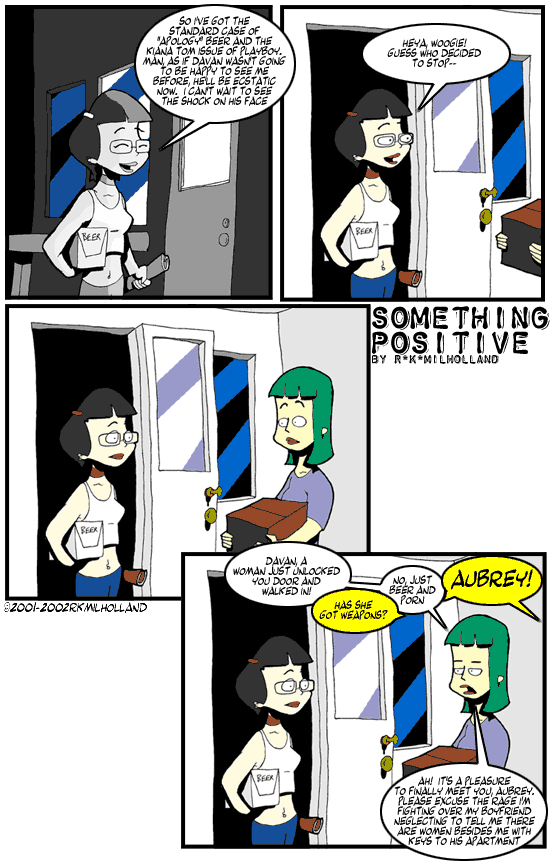 SO I'VE GOT THE
STANDARD CASE OF
"APOLOGY" BEER AND THE
KIANA TOM ISSUE OF PLAYBOY.
MAN, AS IF DAVAN WASN'T GOING
TO BE HAPPY TO SEE ME
BEFORE, HE'LL BE ECSTATIC
NOW. I CAN'T WAIT TO SEE
THE SHOCK ON HIS FACE
BEER
HEYA, WOOGIE!
GUESS WHO DECIDED
TO STOP--
BEER
SOMETHING
POSITIVE
BY R*K*MILHOLLAND
BEER
©2001-2002RKMILHOLLAND
DAVAN, A
WOMAN JUST UNLOCKED
YOU DOOR AND
WALKED IN!
HAS SHE
GOT WEAPONS?
NO, JUST
BEER AND
PORN
AUBREY!
BEER
AH! IT'S A PLEASURE
TO FINALLY MEET YOU, AUBREY.
PLEASE EXCUSE THE RAGE I'M
FIGHTING OVER MY BOYFRIEND
NEGLECTING TO TELL ME THERE
ARE WOMEN BESIDES ME WITH
KEYS TO HIS APARTMENT